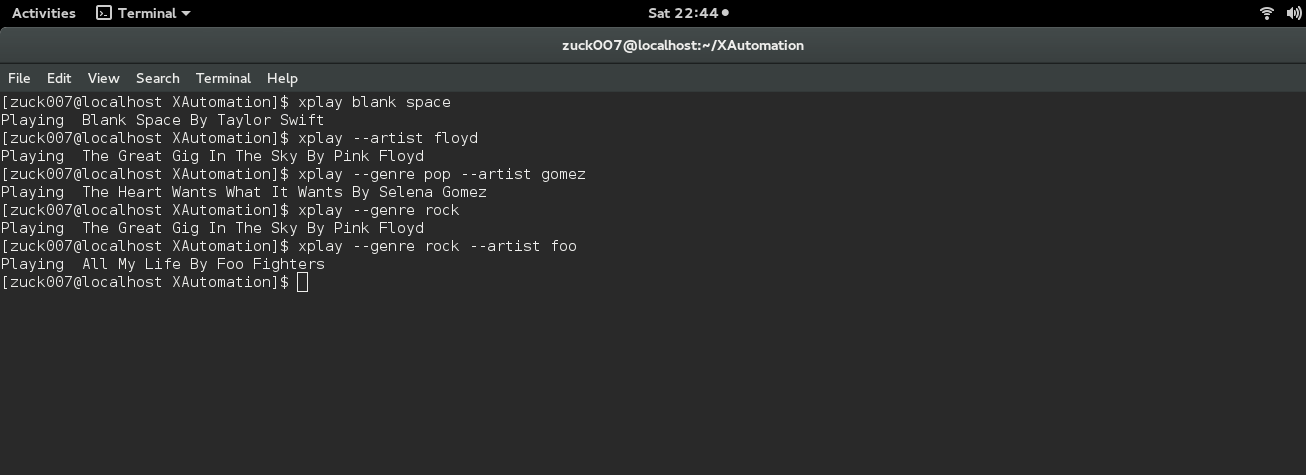 Activities Terminal Sat 22:44
zuck007@localhost:~/XAutomation
File Edit View Search Terminal Help
[zuck007@localhost XAutomation]$ xplay blank space
Playing  Blank Space By Taylor Swift
[zuck007@localhost XAutomation]$ xplay --artist floyd
Playing  The Great Gig In The Sky By Pink Floyd
[zuck007@localhost XAutomation]$ xplay --genre pop --artist gomez
Playing  The Heart Wants What It Wants By Selena Gomez
[zuck007@localhost XAutomation]$ xplay --genre rock
Playing  The Great Gig In The Sky By Pink Floyd
[zuck007@localhost XAutomation]$ xplay --genre rock --artist foo
Playing  All My Life By Foo Fighters
[zuck007@localhost XAutomation]$